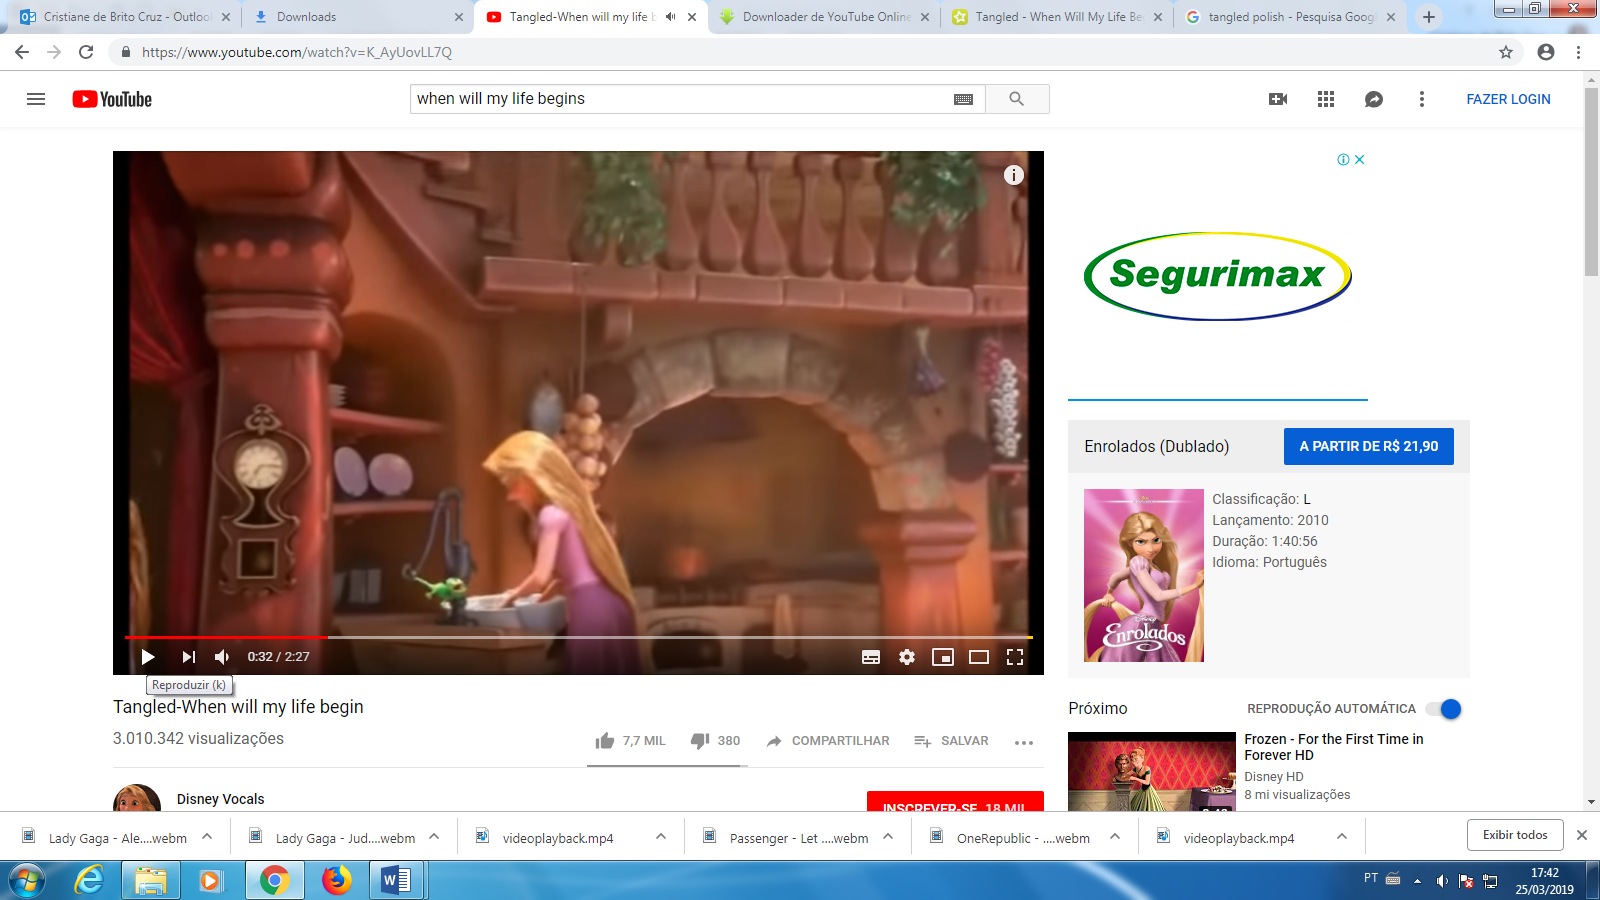 Cristiane de Brito Cruz - Outlook
Downloads
Tangled-When will my life b
Downloader de YouTube Online
Tangled - When Will My Life Be
tangled polish - Pesquisa Goog
https://www.youtube.com/watch?v=K_AyUovLL7Q
YouTube
when will my life begins
FAZER LOGIN
Segurimax
Enrolados (Dublado)
A PARTIR DE R$ 21,90
Classificação: L
Lançamento: 2010
Duração: 1:40:56
Idioma: Português
Disney
Enrolados
0:32 / 2:27
Reproduzir (k)
Tangled-When will my life begin
3.010.342 visualizações
7,7 MIL
380
COMPARTILHAR
SALVAR
Próximo
REPRODUÇÃO AUTOMÁTICA
Frozen - For the First Time in
Forever HD
Disney HD
8 mi visualizações
Disney Vocals
INSCREVER-SE 18 MIL
Lady Gaga - Ale....webm
Lady Gaga - Jud....webm
videoplayback.mp4
Passenger - Let ....webm
OneRepublic - ....webm
videoplayback.mp4
Exibir todos
PT
17:42
25/03/2019